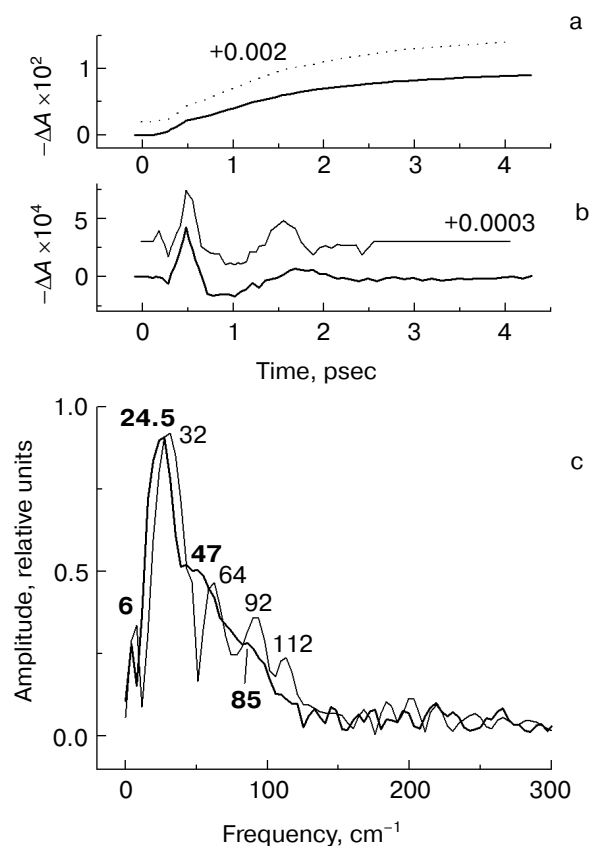 a
+0.002
−ΔA ×10²
1
0
0 1 2 3 4
b
+0.0003
−ΔA ×10⁴
5
0
0 1 2 3 4
Time, psec
c
Amplitude, relative units
1.0
0.5
0.0
24.5
32
47
6
64
92
112
85
0 100 200 300
Frequency, cm⁻¹